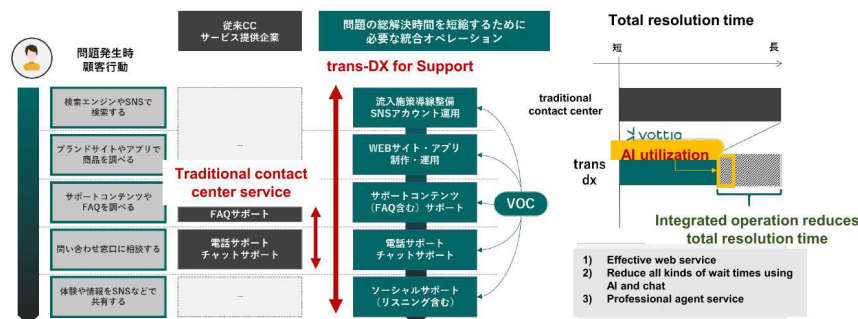 従来CC
サービス提供企業
問題の総解決時間を短縮するために
必要な統合オペレーション
問題発生時
顧客行動
trans-DX for Support
検索エンジンやSNSで
検索する
...
流入施策導線整備
SNSアカウント運用
ブランドサイトやアプリで
商品を調べる
...
WEBサイト・アプリ
制作・運用
Traditional contact
center service
サポートコンテンツや
FAQを調べる
FAQサポート
サポートコンテンツ
(FAQ含む) サポート
VOC
問い合わせ窓口に相談する
電話サポート
チャットサポート
電話サポート
チャットサポート
体験や情報をSNSなどで
共有する
...
ソーシャルサポート
(リスニング含む)
Total resolution time
短
長
traditional
contact center
vottia
AI utilization
trans
dx
Integrated operation reduces
total resolution time
1) Effective web service
2) Reduce all kinds of wait times using
AI and chat
3) Professional agent service